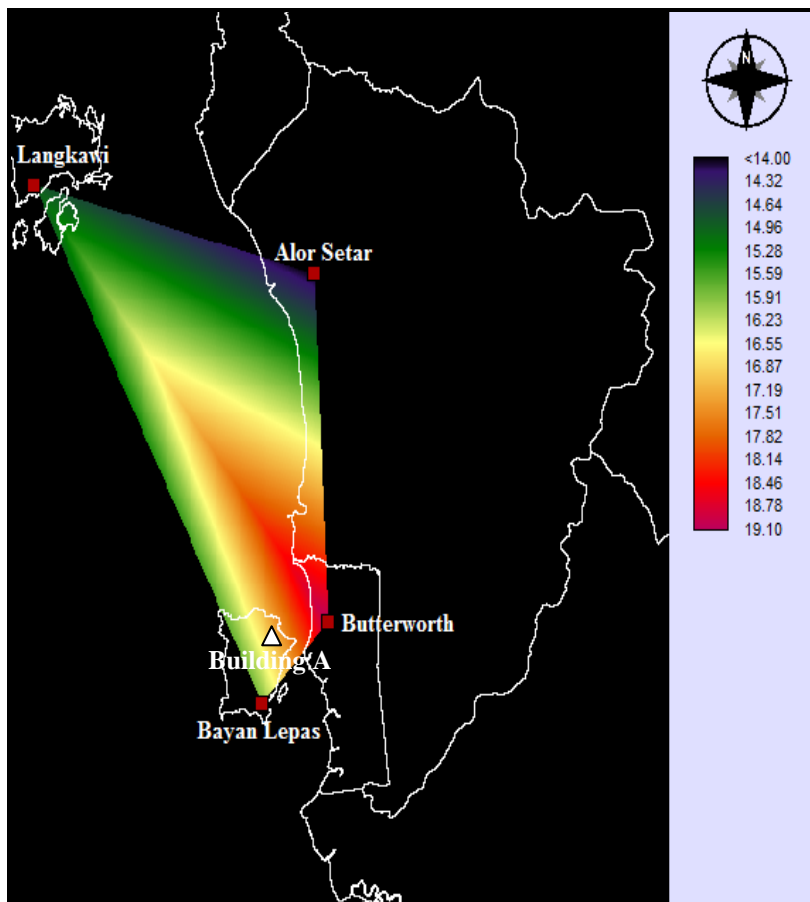 N
Langkawi
Alor Setar
Butterworth
Building A
Bayan Lepas
<14.00
14.32
14.64
14.96
15.28
15.59
15.91
16.23
16.55
16.87
17.19
17.51
17.82
18.14
18.46
18.78
19.10